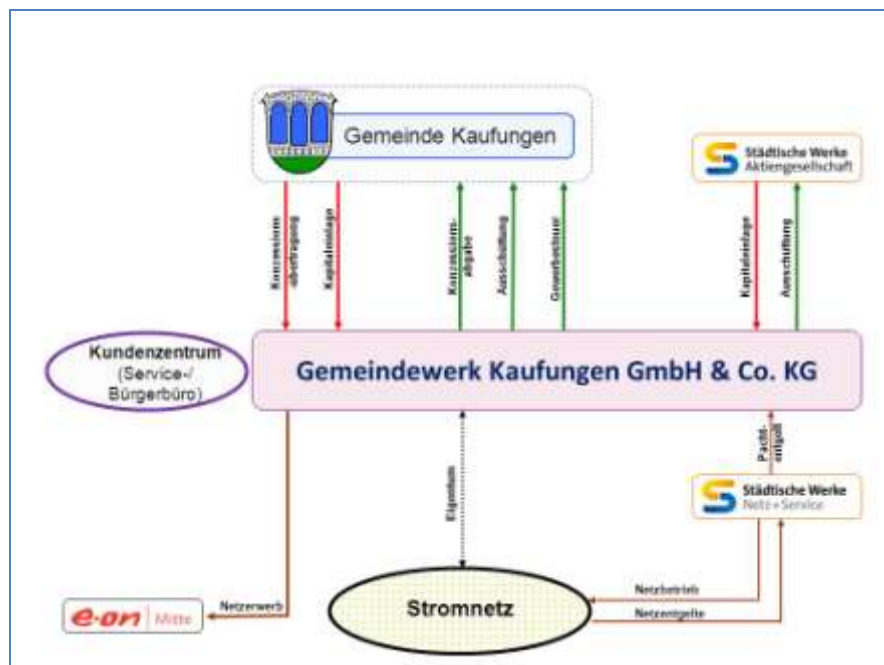 Gemeinde Kaufungen
Städtische Werke
Aktiengesellschaft
Konzessions
-übertragung
Kapitaleinlage
Konzessions-
abgabe
Ausschüttung
Gewerbesteuer
Kapitaleinlage
Ausschüttung
Kundenzentrum
(Service-/
Bürgerbüro)
Gemeindewerk Kaufungen GmbH & Co. KG
Eigentum
Pacht-
entgelt
Städtische Werke
Netz + Service
Netzerwerb
e·on | Mitte
Stromnetz
Netzbetrieb
Netzentgelte